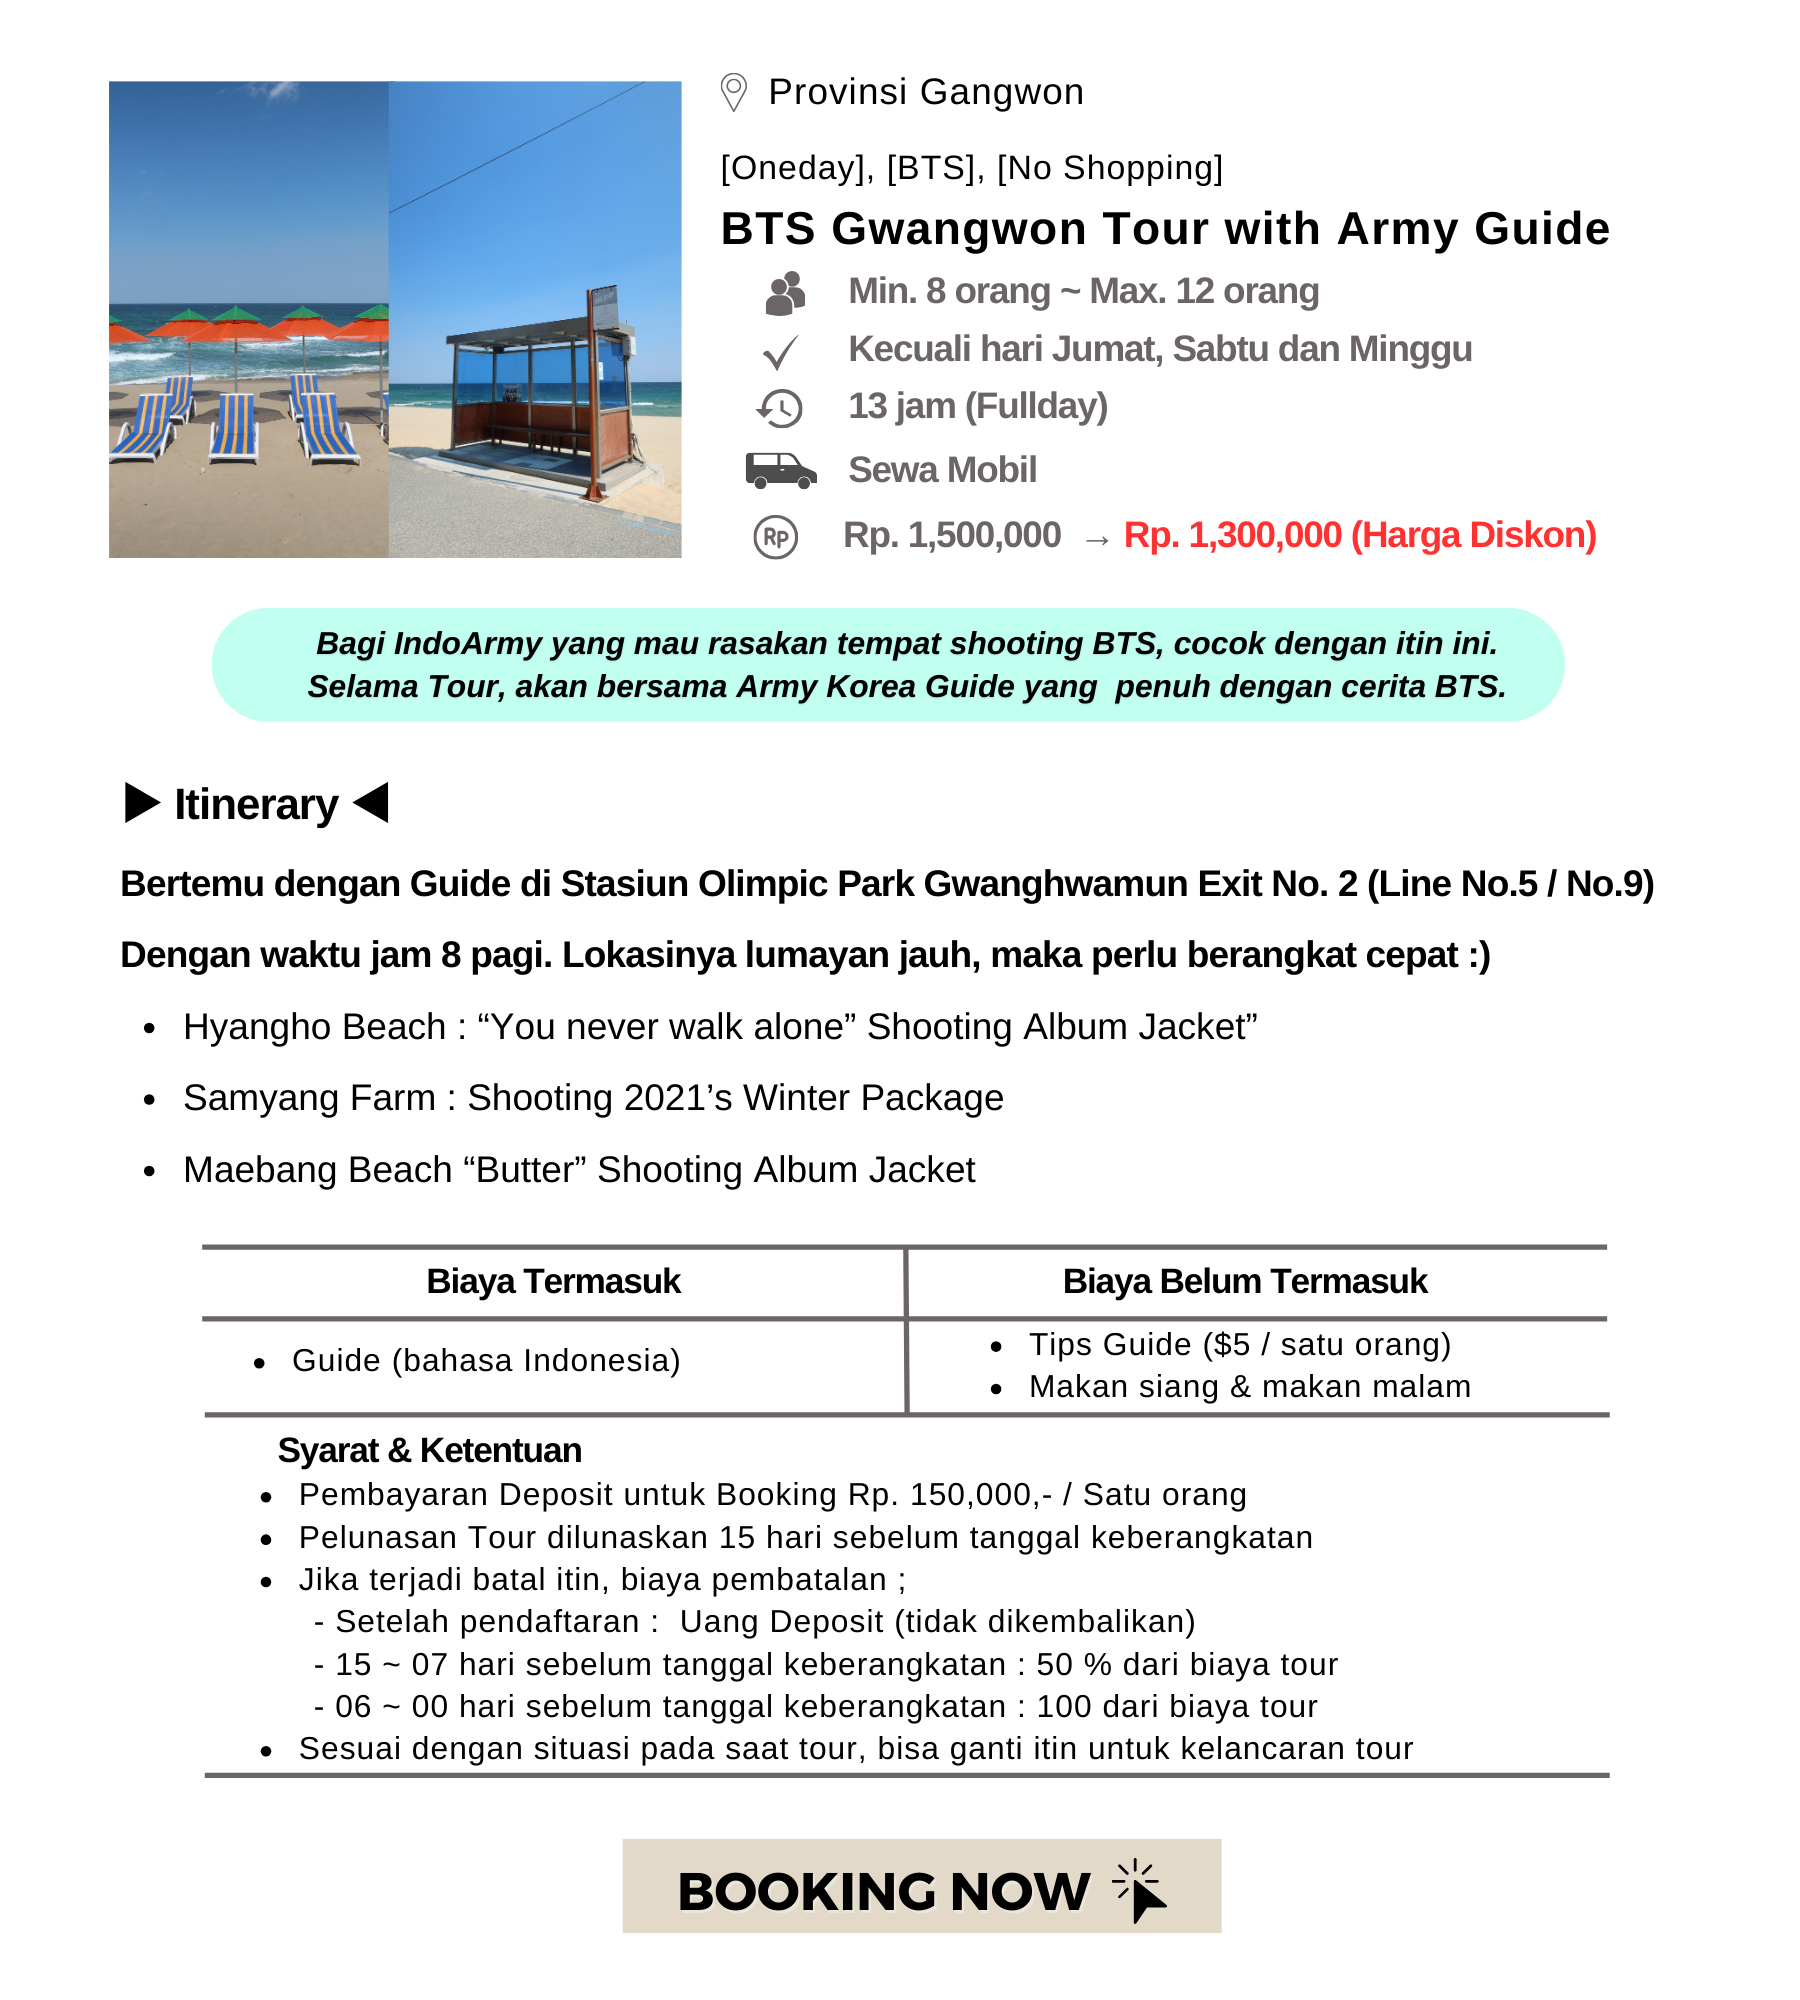 Provinsi Gangwon
[Oneday], [BTS], [No Shopping]
BTS Gwangwon Tour with Army Guide
Min. 8 orang ~ Max. 12 orang
Kecuali hari Jumat, Sabtu dan Minggu
13 jam (Fullday)
Sewa Mobil
RP
Rp. 1,500,000 → Rp. 1,300,000 (Harga Diskon)
Bagi IndoArmy yang mau rasakan tempat shooting BTS, cocok dengan itin ini.
Selama Tour, akan bersama Army Korea Guide yang  penuh dengan cerita BTS.
▶ Itinerary ◀
Bertemu dengan Guide di Stasiun Olimpic Park Gwanghwamun Exit No. 2 (Line No.5 / No.9)
Dengan waktu jam 8 pagi. Lokasinya lumayan jauh, maka perlu berangkat cepat :)
• Hyangho Beach : “You never walk alone” Shooting Album Jacket”
• Samyang Farm : Shooting 2021’s Winter Package
• Maebang Beach “Butter” Shooting Album Jacket
Biaya Termasuk
Biaya Belum Termasuk
• Guide (bahasa Indonesia)
• Tips Guide ($5 / satu orang)
• Makan siang & makan malam
Syarat & Ketentuan
• Pembayaran Deposit untuk Booking Rp. 150,000,- / Satu orang
• Pelunasan Tour dilunaskan 15 hari sebelum tanggal keberangkatan
• Jika terjadi batal itin, biaya pembatalan ;
- Setelah pendaftaran :  Uang Deposit (tidak dikembalikan)
- 15 ~ 07 hari sebelum tanggal keberangkatan : 50 % dari biaya tour
- 06 ~ 00 hari sebelum tanggal keberangkatan : 100 dari biaya tour
• Sesuai dengan situasi pada saat tour, bisa ganti itin untuk kelancaran tour
BOOKING NOW